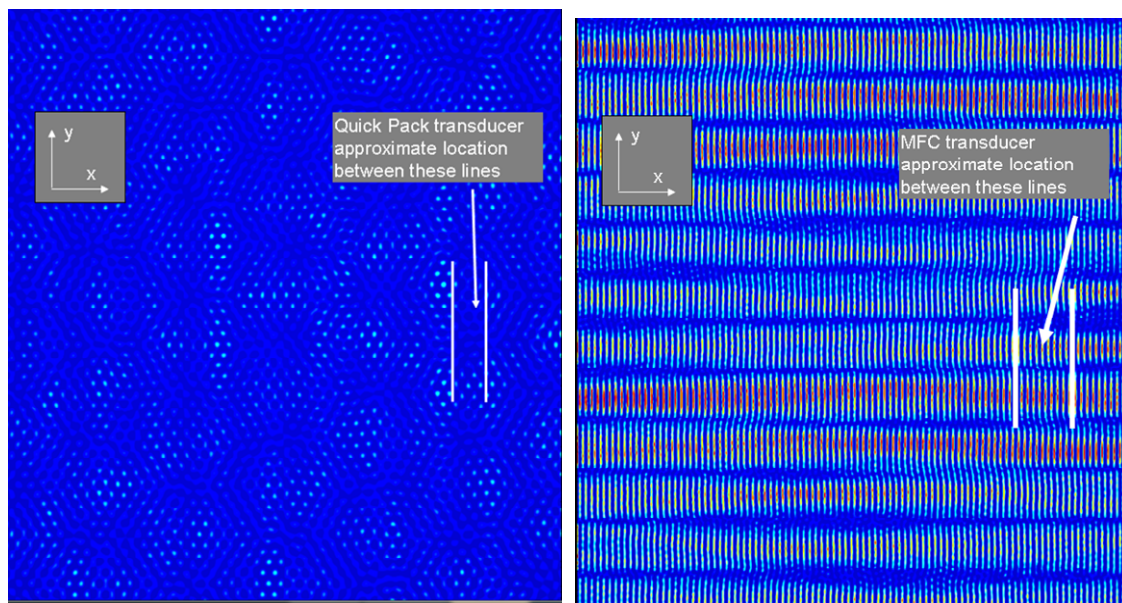 y
x
Quick Pack transducer
approximate location
between these lines
y
x
MFC transducer
approximate location
between these lines